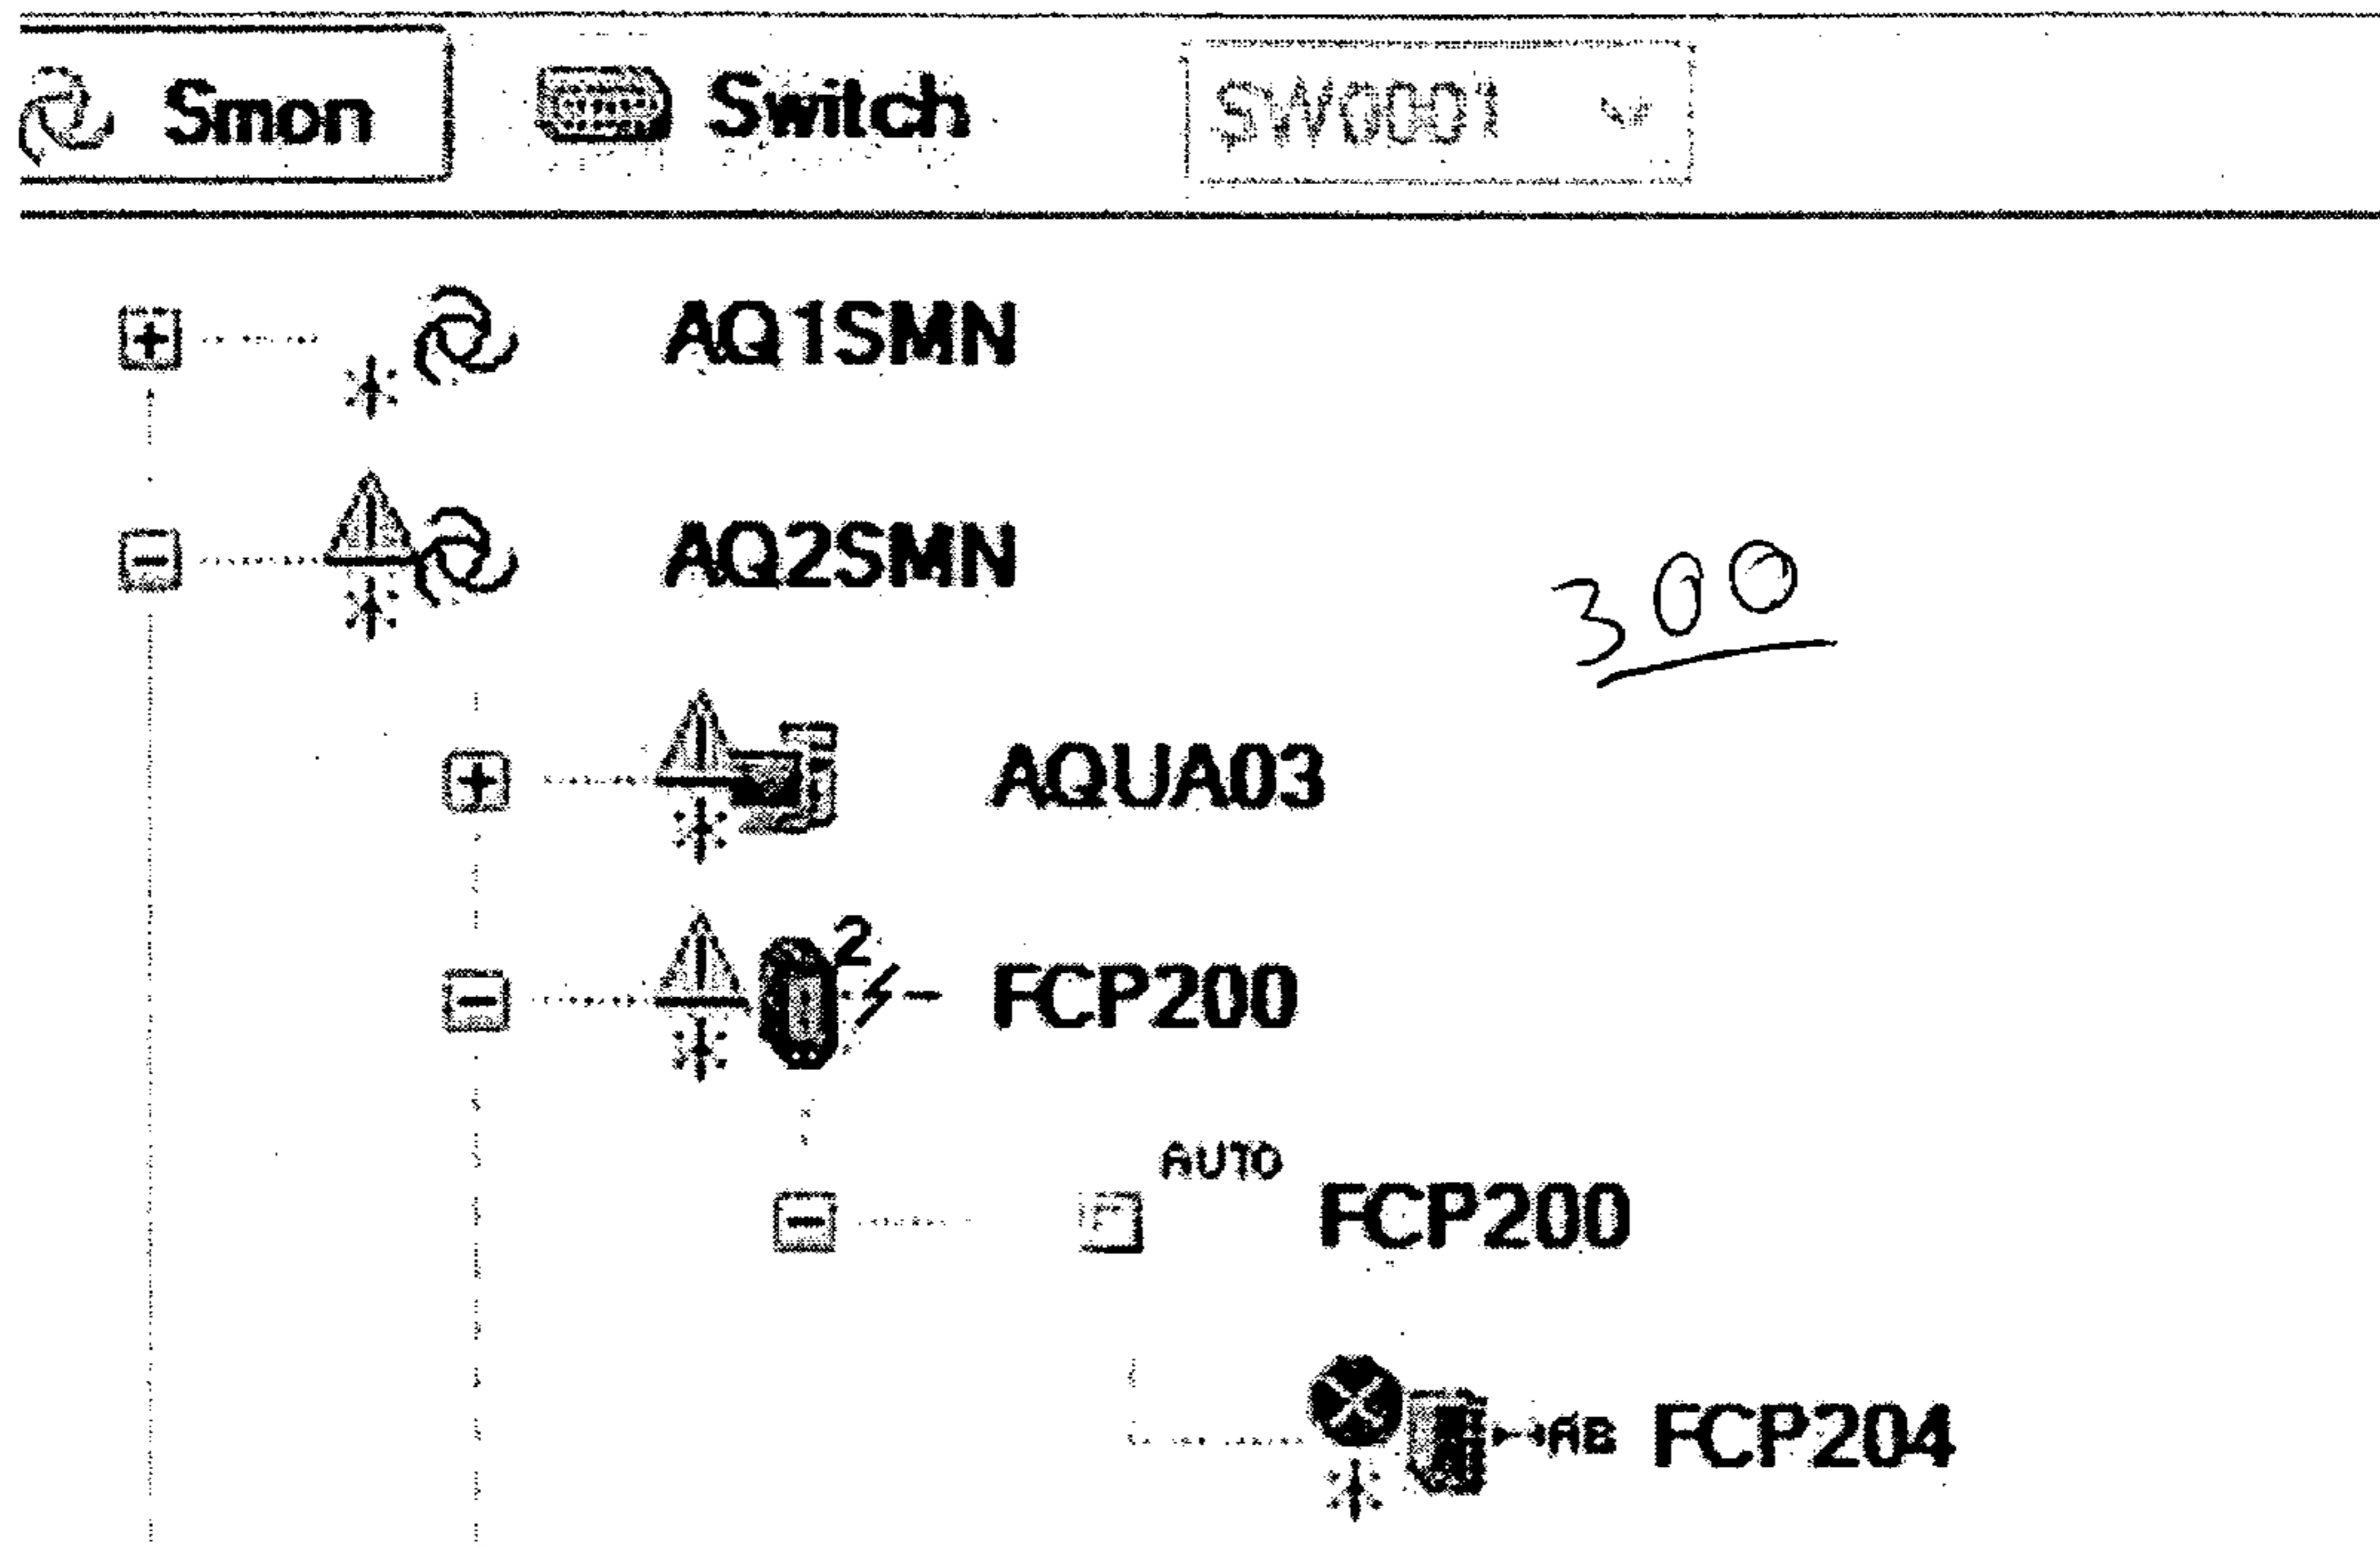 Smon Switch SW0001
AQ1SMN
AQ2SMN
300
AQUA03
2
FCP200
AUTO
FCP200
AB FCP204